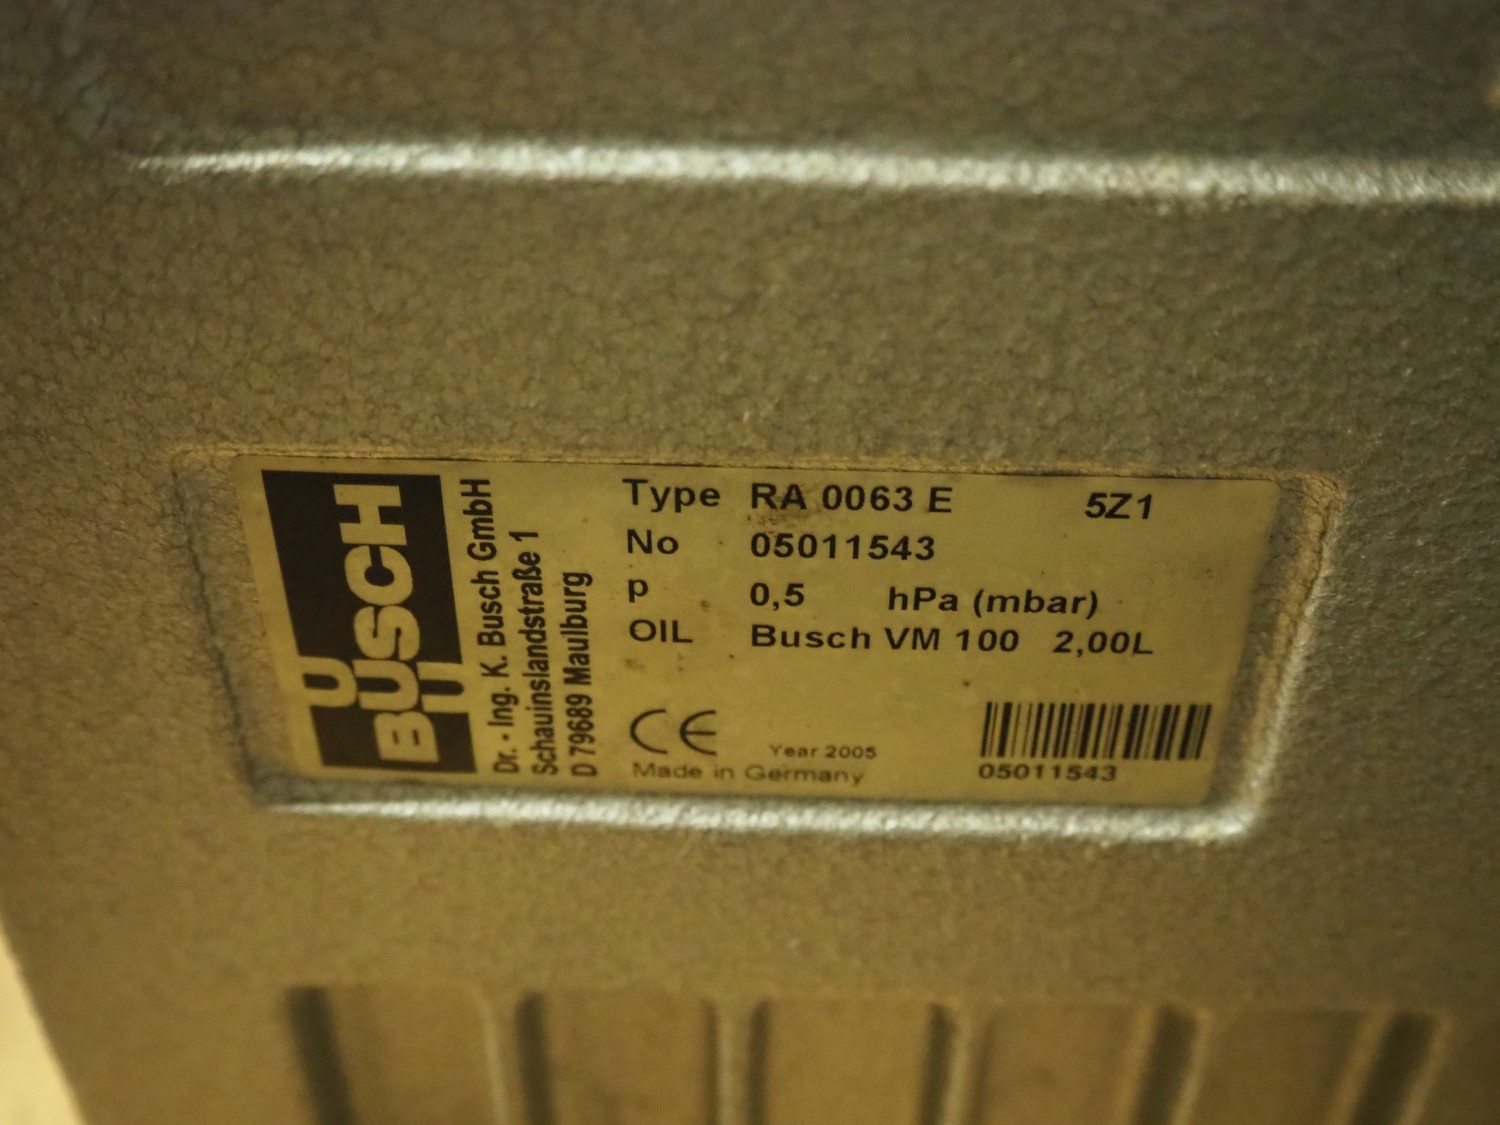 U
BUSCH
U
Dr. - Ing. K. Busch GmbH
Schauinslandstraße 1
D 79689 Maulburg
Type RA 0063 E 5Z1
No 05011543
p 0,5 hPa (mbar)
OIL Busch VM 100 2,00L
CE Year 2005
Made in Germany
05011543